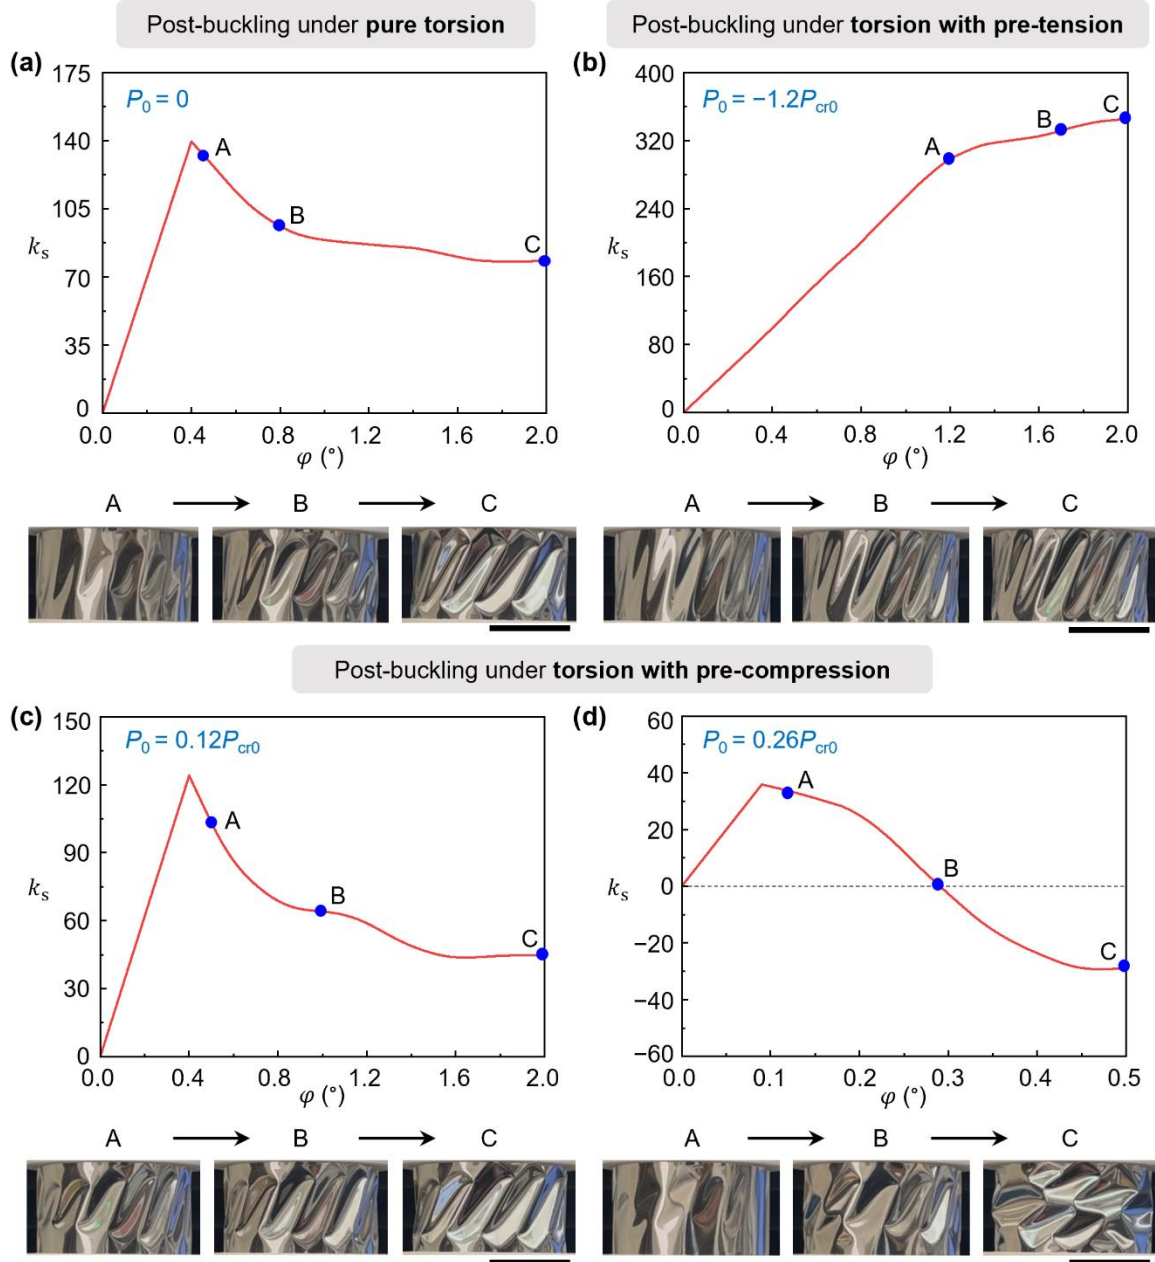 Post-buckling under pure torsion
Post-buckling under torsion with pre-tension
(a)
P0 = 0
175
140
105
70
35
0
ks
A
B
C
0.0 0.4 0.8 1.2 1.6 2.0
φ (°)
A B C
(b)
P0 = −1.2Pcr0
400
320
240
160
80
0
ks
A
B
C
0.0 0.4 0.8 1.2 1.6 2.0
φ (°)
A B C
Post-buckling under torsion with pre-compression
(c)
P0 = 0.12Pcr0
150
120
90
60
30
0
ks
A
B
C
0.0 0.4 0.8 1.2 1.6 2.0
φ (°)
A B C
(d)
P0 = 0.26Pcr0
60
40
20
0
−20
−40
−60
ks
A
B
C
0.0 0.1 0.2 0.3 0.4 0.5
φ (°)
A B C